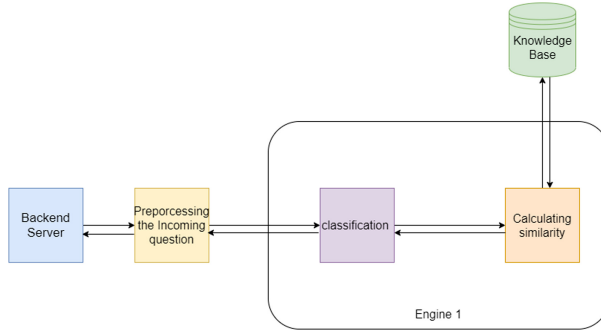 Knowledge
Base
Backend
Server
Preporcessing
the Incoming
question
classification
Calculating
similarity
Engine 1